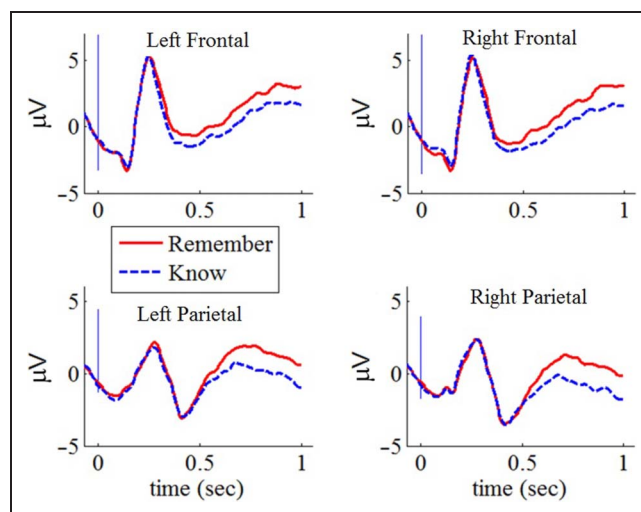 Left Frontal
Right Frontal
μV
5
0
−5
0
0.5
1
μV
5
0
−5
0
0.5
1
Remember
Know
Left Parietal
Right Parietal
μV
5
0
−5
0
0.5
1
time (sec)
μV
5
0
−5
0
0.5
1
time (sec)